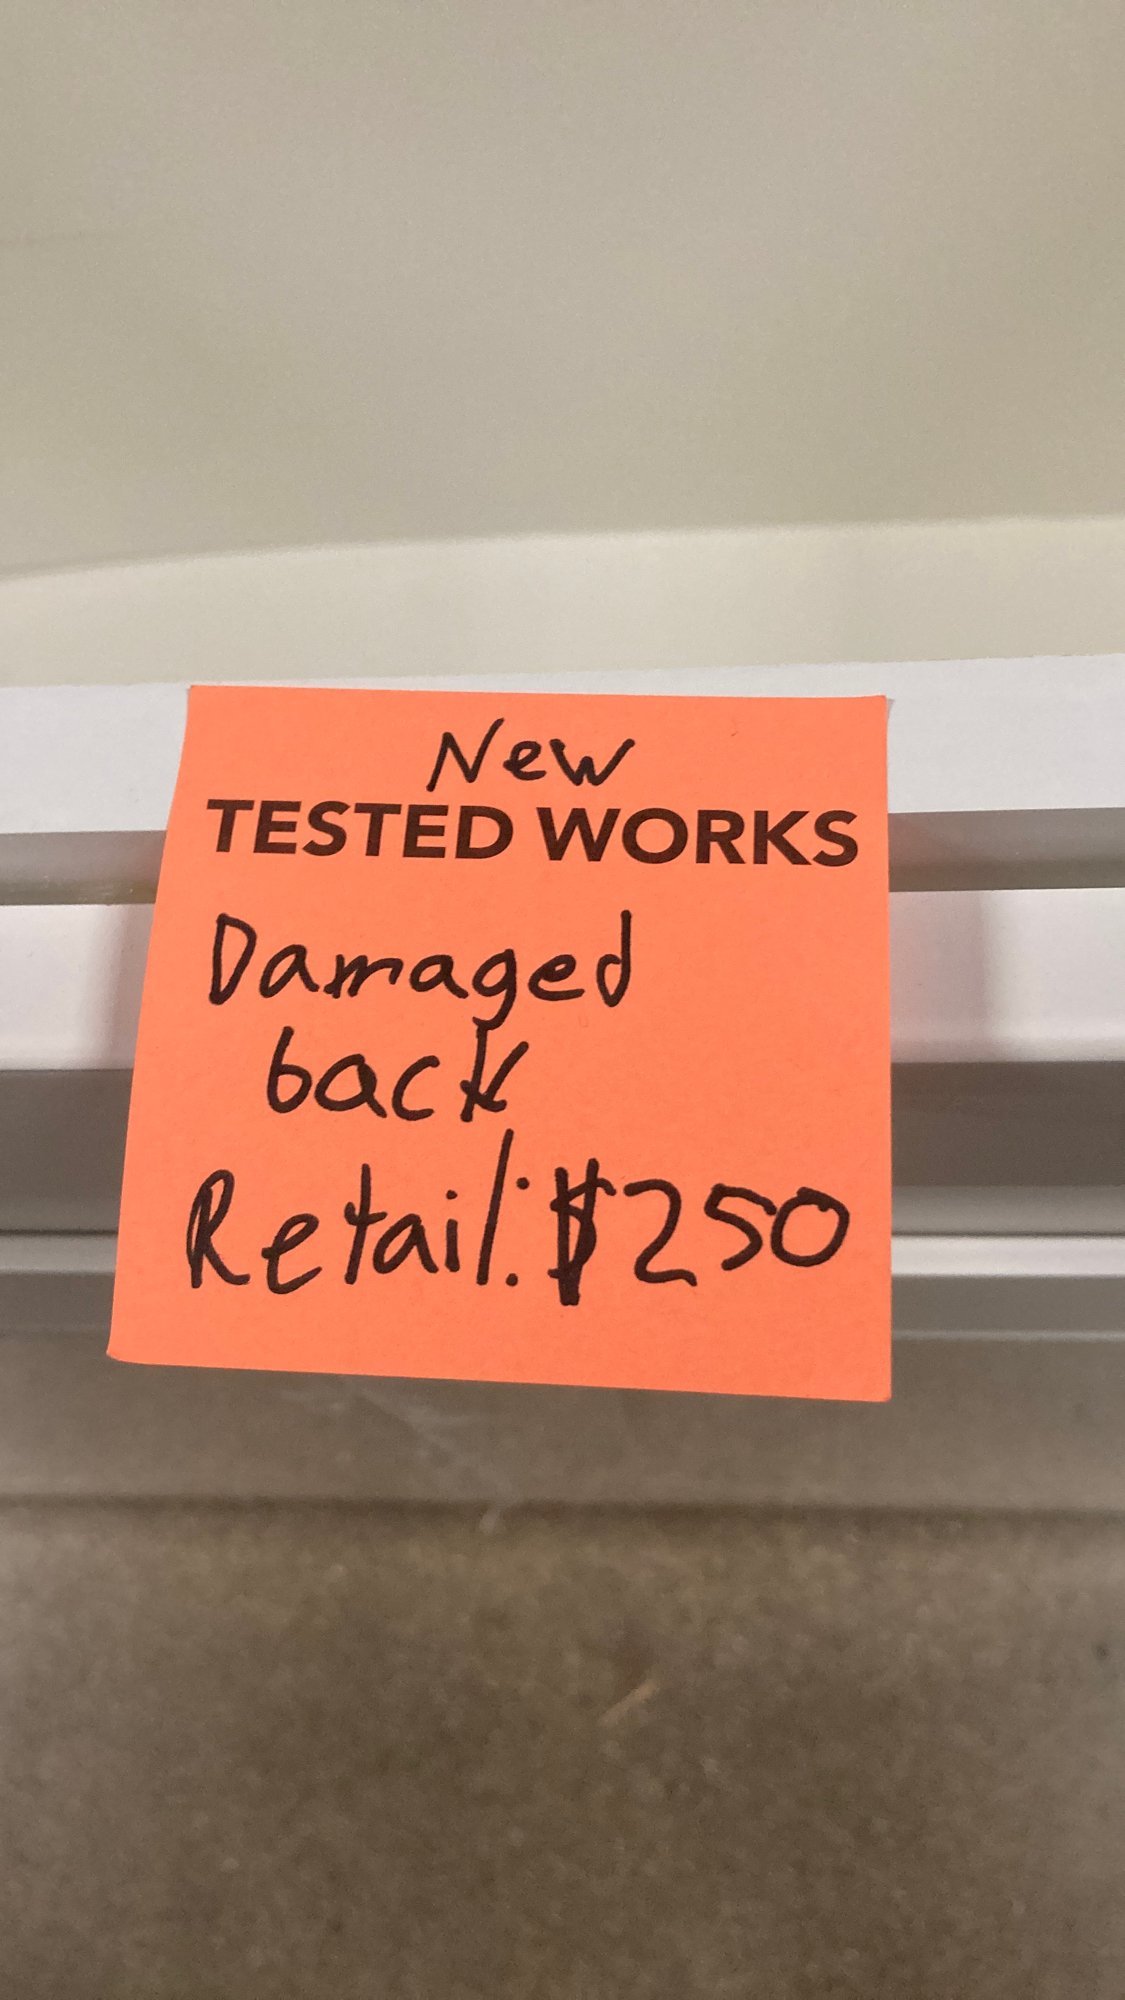 New
TESTED WORKS
Damaged
back
Retail: $250